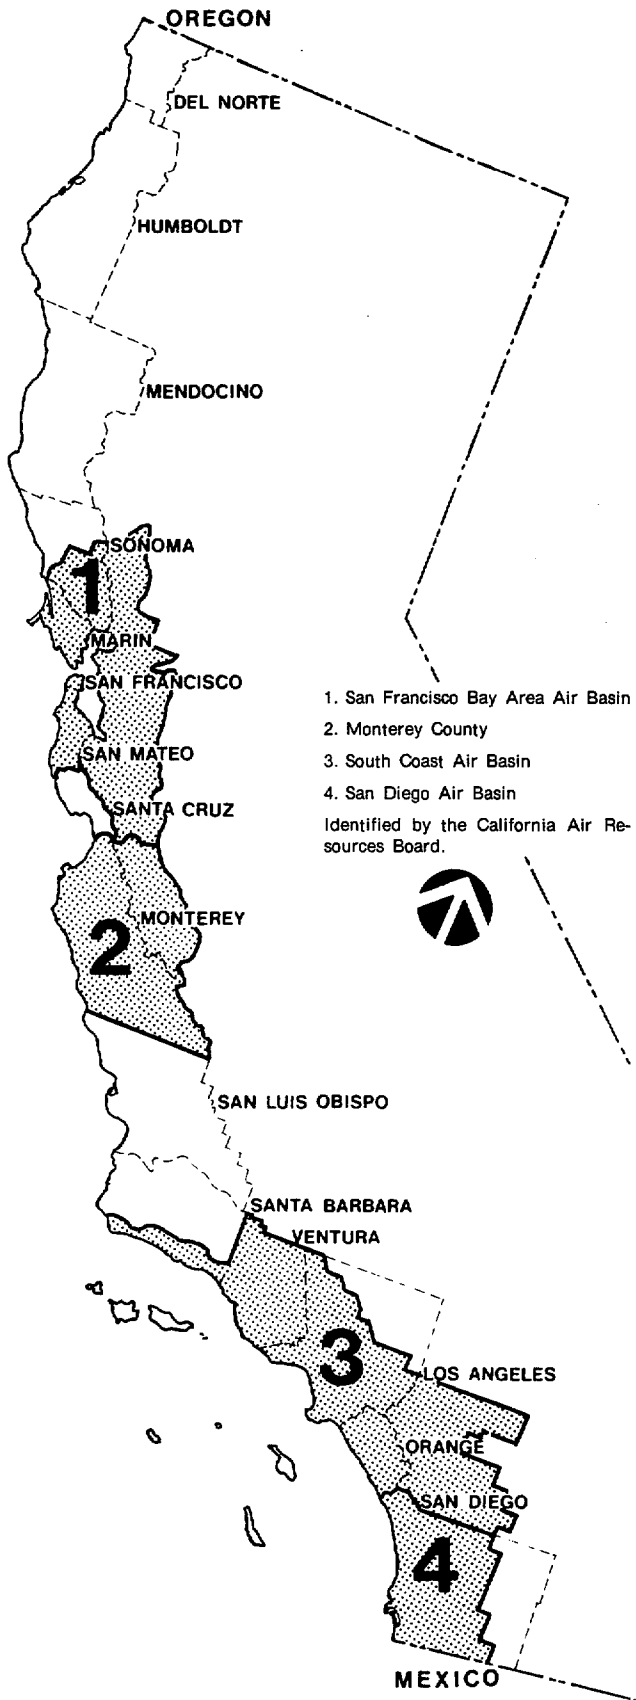 OREGON
DEL NORTE
HUMBOLDT
MENDOCINO
SONOMA
1
MARIN
SAN FRANCISCO
1. San Francisco Bay Area Air Basin
2. Monterey County
3. South Coast Air Basin
4. San Diego Air Basin
Identified by the California Air Re-
sources Board.
SAN MATEO
SANTA CRUZ
MONTEREY
2
SAN LUIS OBISPO
SANTA BARBARA
VENTURA
3
LOS ANGELES
ORANGE
SAN DIEGO
4
MEXICO